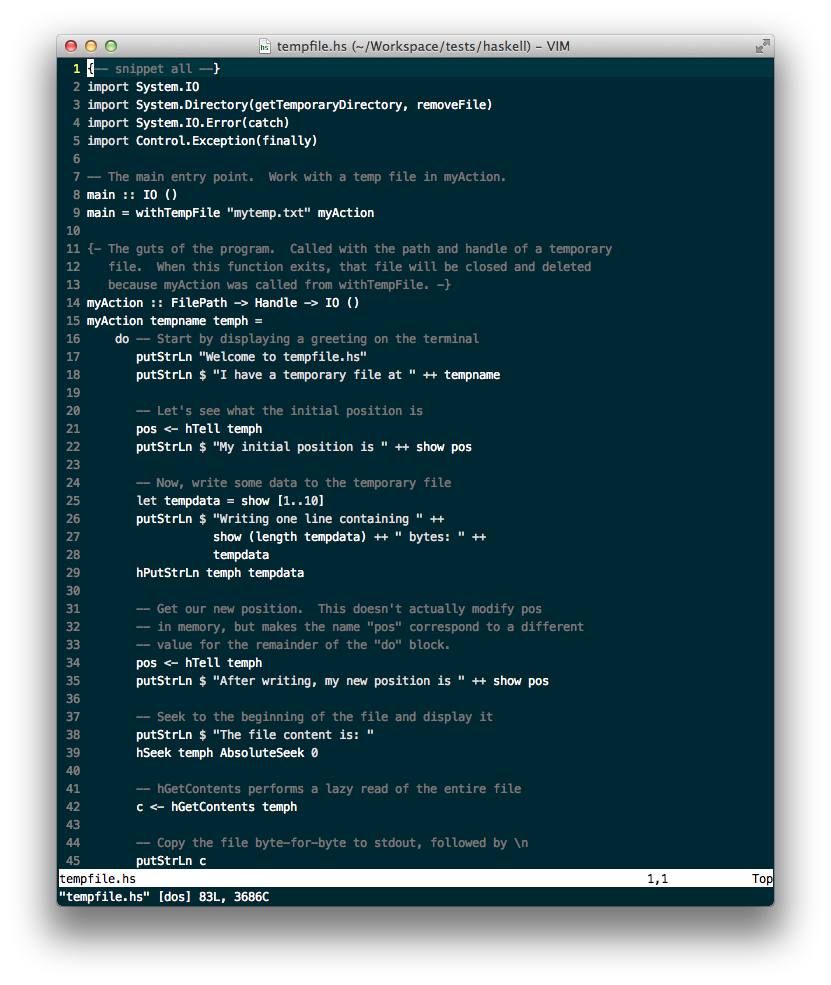 hs tempfile.hs (~/Workspace/tests/haskell) - VIM
1 {-- snippet all --}
2 import System.IO
3 import System.Directory(getTemporaryDirectory, removeFile)
4 import System.IO.Error(catch)
5 import Control.Exception(finally)
6
7 -- The main entry point.  Work with a temp file in myAction.
8 main :: IO ()
9 main = withTempFile "mytemp.txt" myAction
10
11 {- The guts of the program.  Called with the path and handle of a temporary
12    file.  When this function exits, that file will be closed and deleted
13    because myAction was called from withTempFile. -}
14 myAction :: FilePath -> Handle -> IO ()
15 myAction tempname temph =
16     do -- Start by displaying a greeting on the terminal
17        putStrLn "Welcome to tempfile.hs"
18        putStrLn $ "I have a temporary file at " ++ tempname
19
20        -- Let's see what the initial position is
21        pos <- hTell temph
22        putStrLn $ "My initial position is " ++ show pos
23
24        -- Now, write some data to the temporary file
25        let tempdata = show [1..10]
26        putStrLn $ "Writing one line containing " ++
27                   show (length tempdata) ++ " bytes: " ++
28                   tempdata
29        hPutStrLn temph tempdata
30
31        -- Get our new position.  This doesn't actually modify pos
32        -- in memory, but makes the name "pos" correspond to a different
33        -- value for the remainder of the "do" block.
34        pos <- hTell temph
35        putStrLn $ "After writing, my new position is " ++ show pos
36
37        -- Seek to the beginning of the file and display it
38        putStrLn $ "The file content is: "
39        hSeek temph AbsoluteSeek 0
40
41        -- hGetContents performs a lazy read of the entire file
42        c <- hGetContents temph
43
44        -- Copy the file byte-for-byte to stdout, followed by \n
45        putStrLn c
tempfile.hs 1,1 Top
"tempfile.hs" [dos] 83L, 3686C